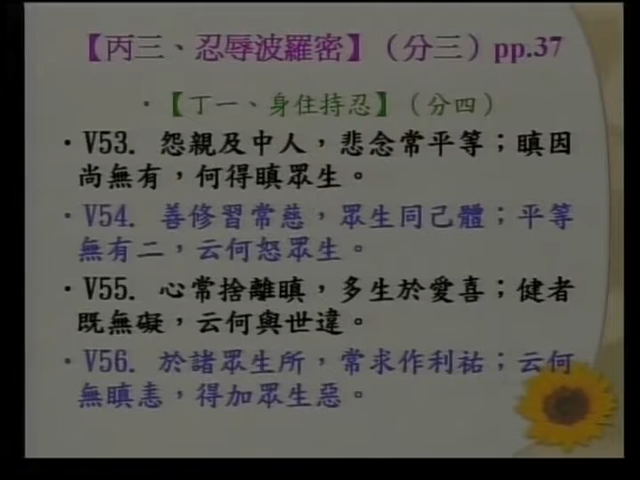 【丙三、忍辱波羅密】（分三）pp.37
·【丁一、身住持忍】（分四）
· V53. 怨親及中人，悲念常平等；瞋因
尚無有，何得瞋眾生。
· V54. 善修習常慈，眾生同己體；平等
無有二，云何怒眾生。
· V55. 心常捨離瞋，多生於愛喜；健者
既無礙，云何與世違。
· V56. 於諸眾生所，常求作利祐；云何
無瞋恚，得加眾生惡。